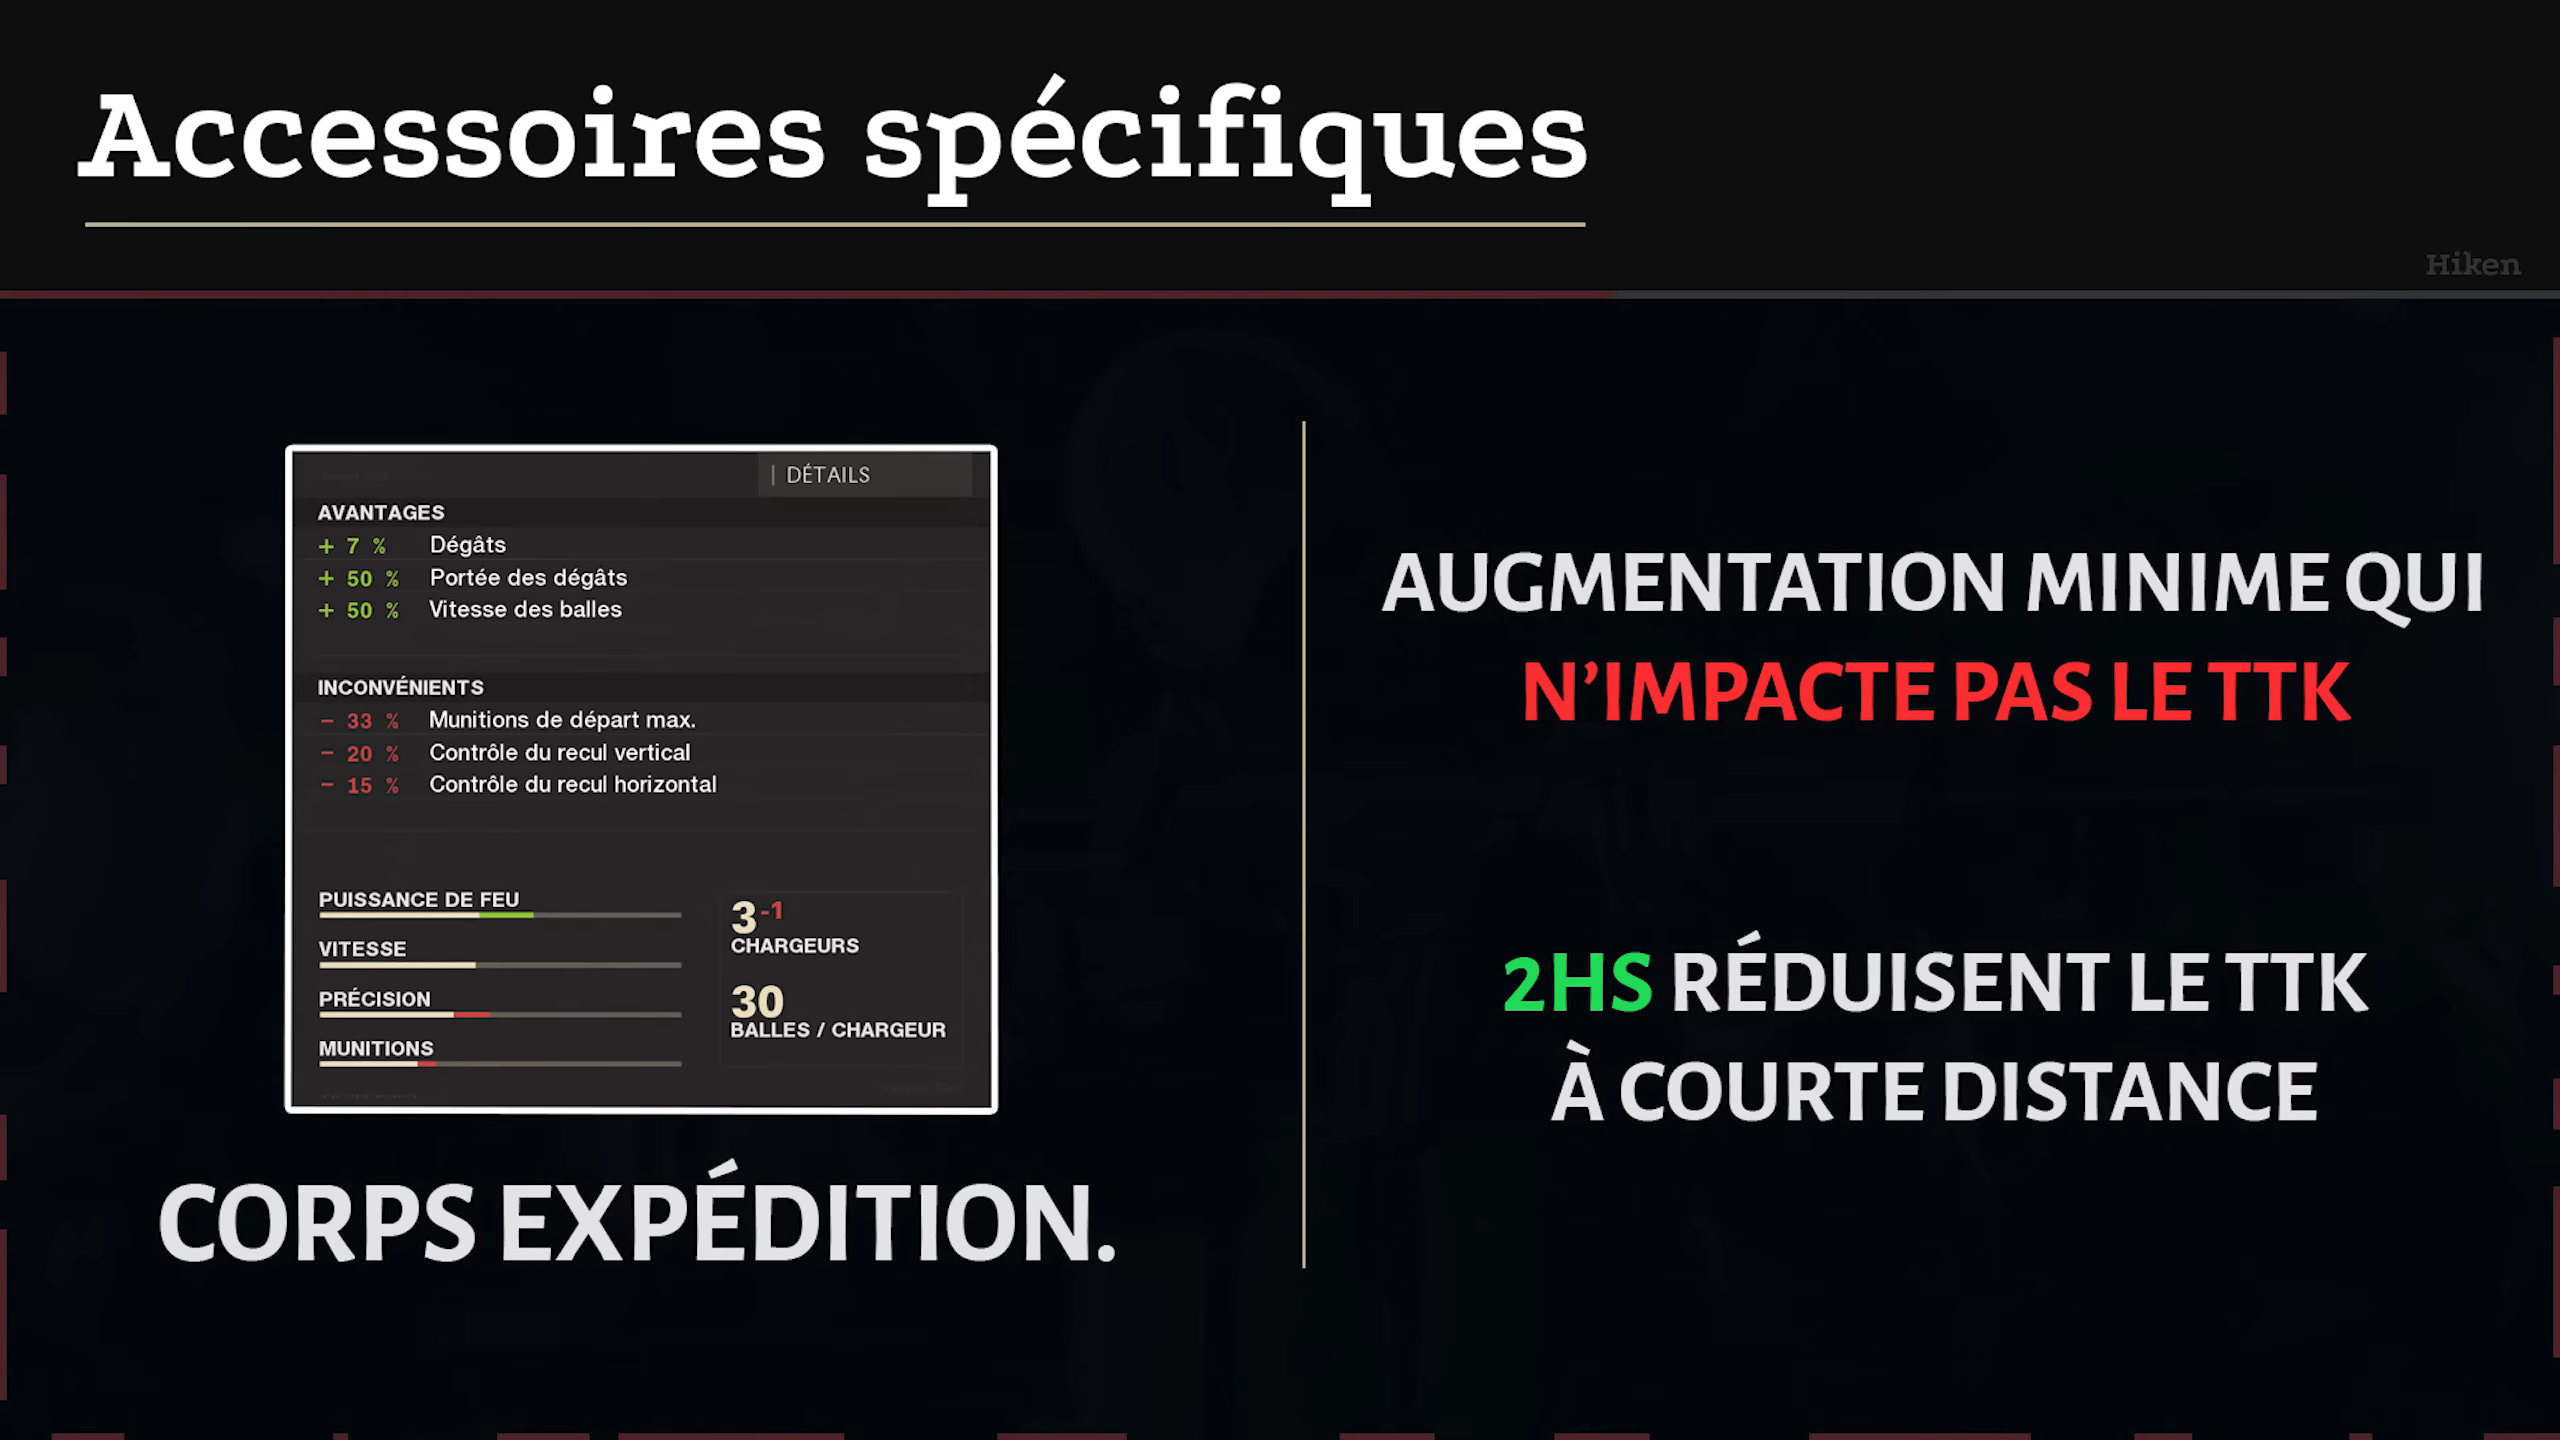 Accessoires spécifiques
Hiken
| DÉTAILS
AVANTAGES
+ 7 % Dégâts
+ 50 % Portée des dégâts
+ 50 % Vitesse des balles
INCONVÉNIENTS
- 33 % Munitions de départ max.
- 20 % Contrôle du recul vertical
- 15 % Contrôle du recul horizontal
PUISSANCE DE FEU
VITESSE
PRÉCISION
MUNITIONS
3 -1
CHARGEURS
30
BALLES / CHARGEUR
CORPS EXPÉDITION.
AUGMENTATION MINIME QUI
N'IMPACTE PAS LE TTK
2HS RÉDUISENT LE TTK
À COURTE DISTANCE